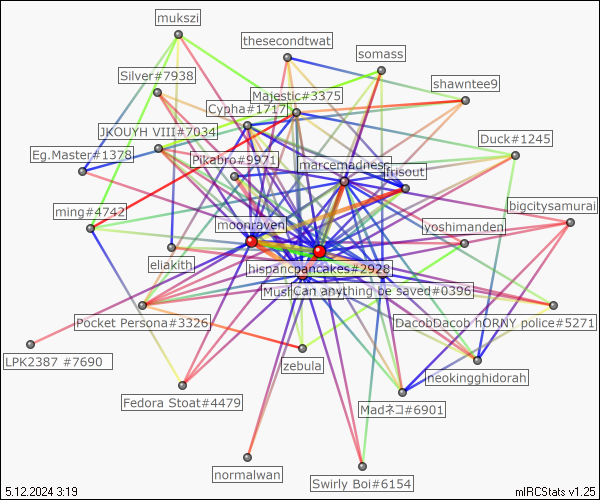 mukszi
thesecondtwat
somass
Silver#7938
shawntee9
Majestic#3375
Cypha#1717
JKOUYH VIII#7034
Duck#1245
Eg.Master#1378
Pikabro#9971
marcemadness
frisout
ming#4742
bigcitysamurai
moonraven
yoshimanden
eliakith
hispancpancakes#2928
Can anything be saved#0396
Pocket Persona#3326
DacobDacob hORNY police#5271
LPK2387 #7690
zebula
neokingghidorah
Fedora Stoat#4479
Madネコ#6901
normalwan
Swirly Boi#6154
5.12.2024 3:19
mIRCStats v1.25